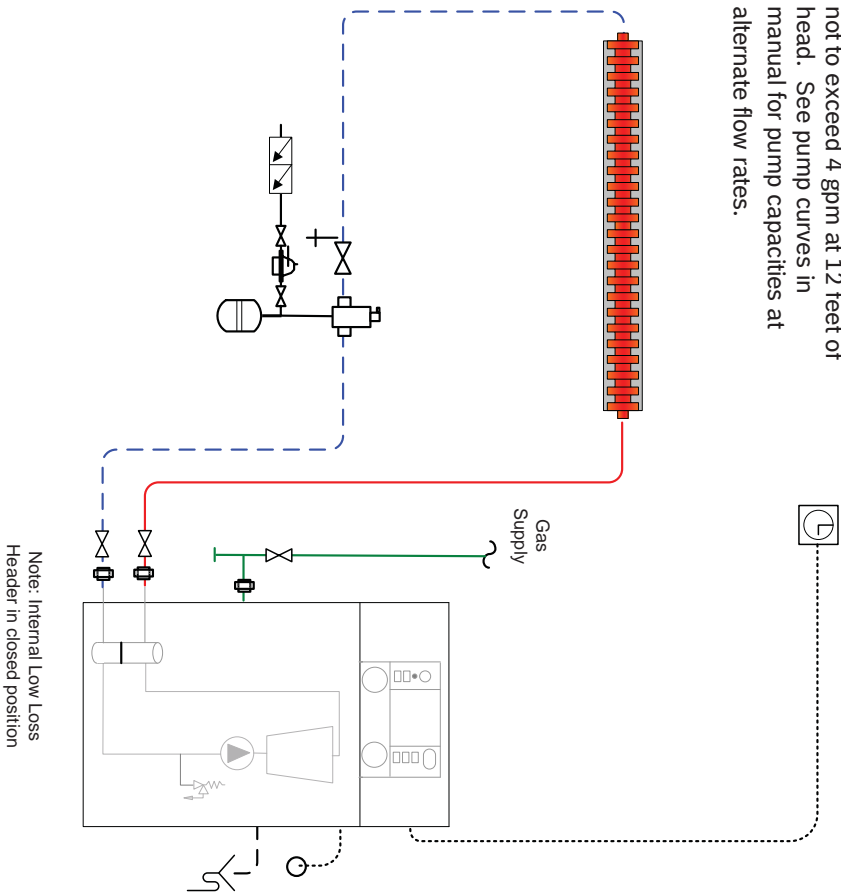 not to exceed 4 gpm at 12 feet of
head. See pump curves in
manual for pump capacities at
alternate flow rates.
Gas
Supply
Note: Internal Low Loss
Header in closed position